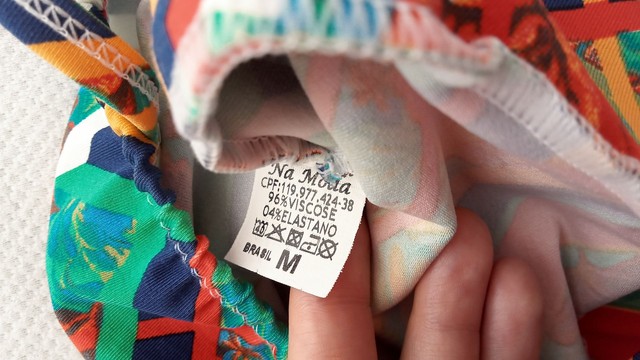 Na Moda
CPF:119.977.424-38
96%VISCOSE
04%ELASTANO
BRASIL M